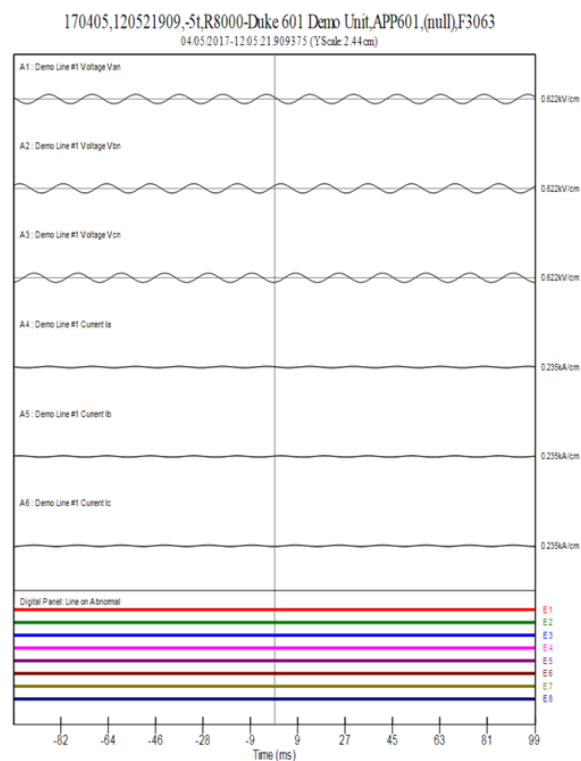 170405,120521909,-5t,R8000-Duke 601 Demo Unit,APP601,(null),F3063
04/05/2017-12:05:21.909375 (YScale:2.44cm)
A1 : Demo Line #1 Voltage Van
0.622kV/cm
A2 : Demo Line #1 Voltage Vbn
0.622kV/cm
A3 : Demo Line #1 Voltage Vcn
0.622kV/cm
A4 : Demo Line #1 Current Ia
0.235kA/cm
A5 : Demo Line #1 Current Ib
0.235kA/cm
A6 : Demo Line #1 Current Ic
0.235kA/cm
Digital Panel: Line on Abnormal
E1
E2
E3
E4
E5
E6
E7
E8
-82 -64 -46 -28 -9 9 27 45 63 81 99
Time (ms)